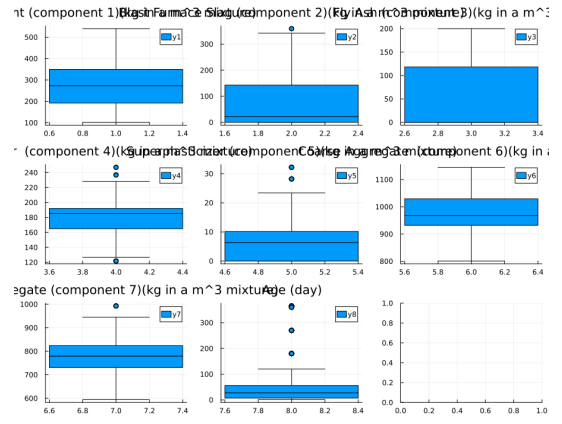 nt (component 1)(kg in a m^3 mixture)
Blast Furnace Slag (component 2)(kg in a m^3 mixture)
Fly Ash (component 3)(kg in a m^3
500
400
300
200
100
0.6 0.8 1.0 1.2 1.4
y1
300
200
100
0
1.6 1.8 2.0 2.2 2.4
y2
200
150
100
50
0
2.6 2.8 3.0 3.2 3.4
y3
r (component 4)(kg in a m^3 mixture)
Superplasticizer (component 5)(kg in a m^3 mixture)
Coarse Aggregate (component 6)(kg in a
240
220
200
180
160
140
120
3.6 3.8 4.0 4.2 4.4
y4
30
20
10
0
4.6 4.8 5.0 5.2 5.4
y5
1100
1000
900
800
5.6 5.8 6.0 6.2 6.4
y6
egate (component 7)(kg in a m^3 mixture)
Age (day)
1000
900
800
700
600
6.6 6.8 7.0 7.2 7.4
y7
300
200
100
0
7.6 7.8 8.0 8.2 8.4
y8
1.0
0.8
0.6
0.4
0.2
0.0
0.0 0.2 0.4 0.6 0.8 1.0